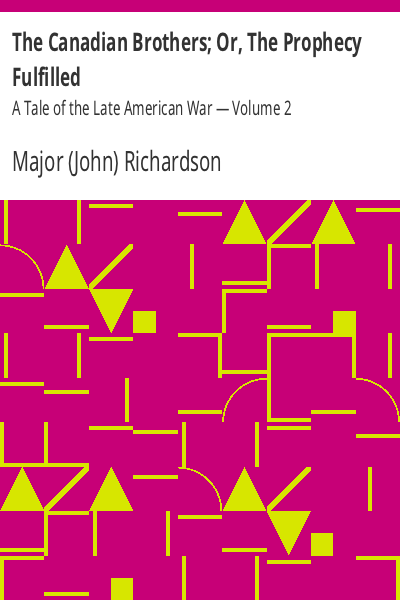 The Canadian Brothers; Or, The Prophecy
Fulfilled
A Tale of the Late American War — Volume 2
Major (John) Richardson